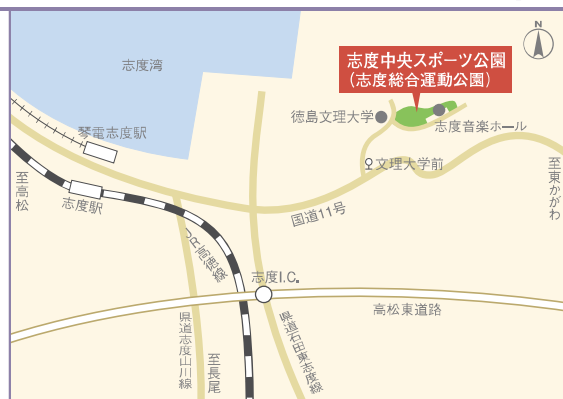 志度湾
N
志度中央スポーツ公園
(志度総合運動公園)
徳島文理大学
志度音楽ホール
琴電志度駅
文理大学前
至高松
志度駅
至東かがわ
国道11号
JR高徳線
志度I.C.
高松東道路
県道志度山川線
至長尾
県道石田東志度線